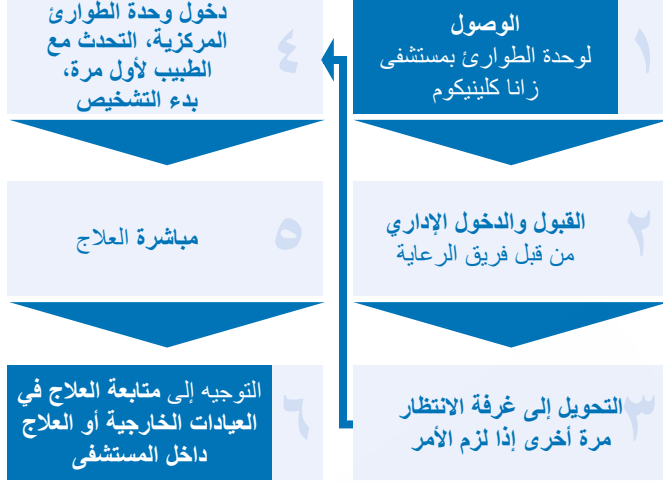 ١
الوصول
لوحدة الطوارئ بمستشفى
زانا كلينيكوم
٢
القبول والدخول الإداري
من قبل فريق الرعاية
٣
التحويل إلى غرفة الانتظار
مرة أخرى إذا لزم الأمر
٤
دخول وحدة الطوارئ
المركزية، التحدث مع
الطبيب لأول مرة،
بدء التشخيص
٥
مباشرة العلاج
٦
التوجيه إلى متابعة العلاج في
العيادات الخارجية أو العلاج
داخل المستشفى